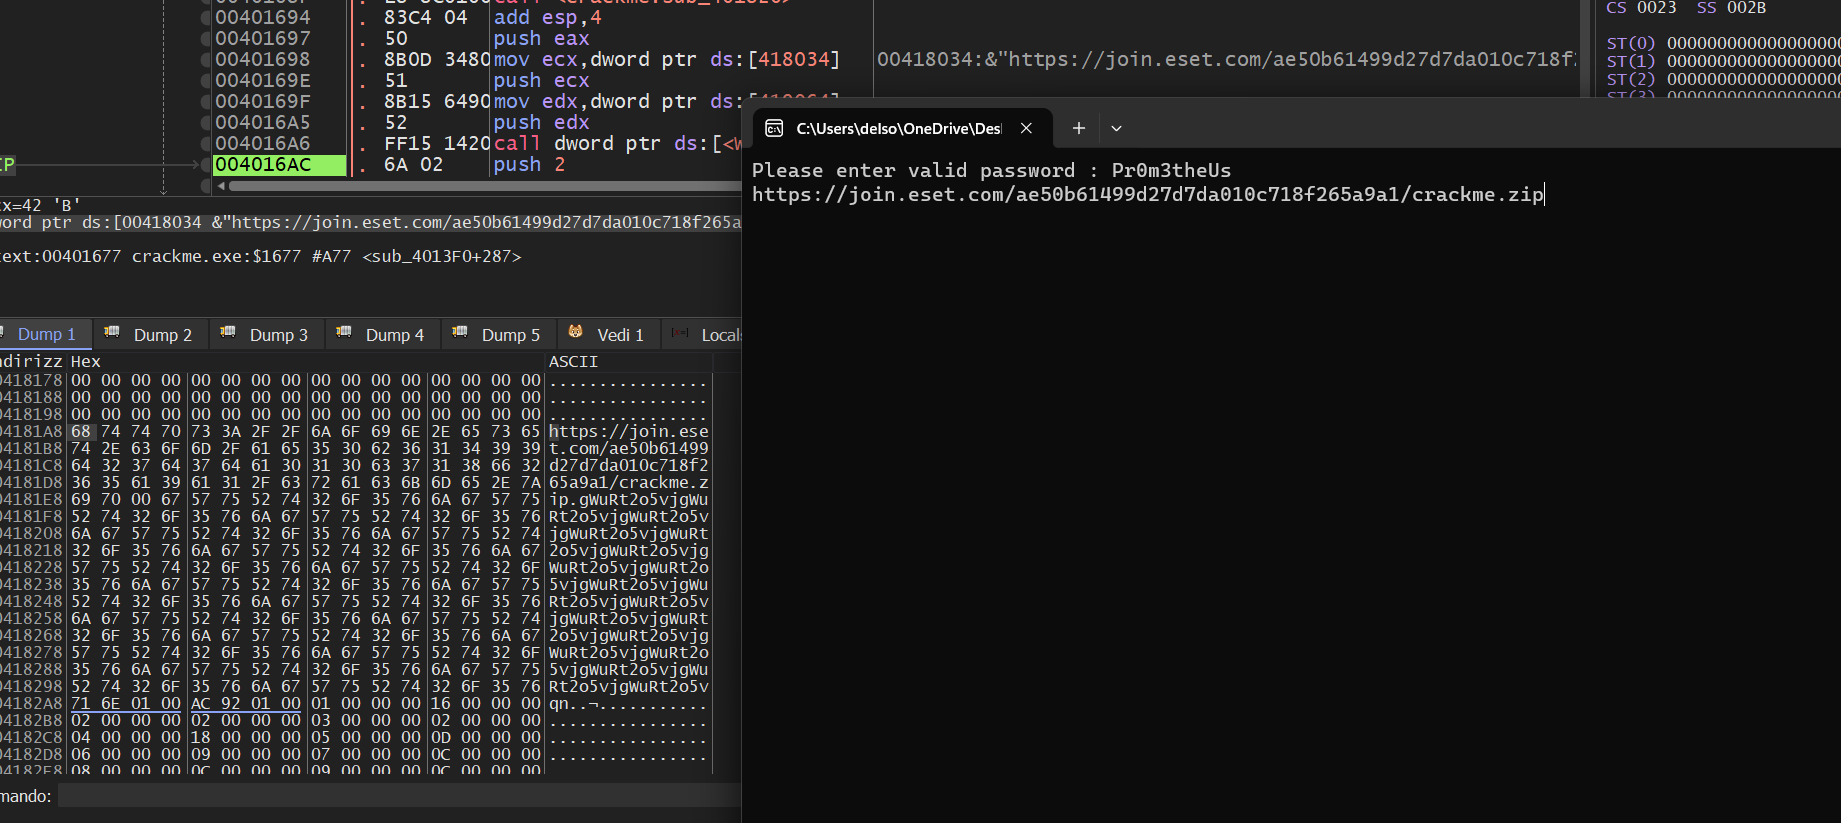 00401694 . 83C4 04 add esp,4
00401697 . 50 push eax
00401698 . 8B0D 3480 mov ecx,dword ptr ds:[418034] 00418034:&"https://join.eset.com/ae50b61499d27d7da010c718f
0040169E . 51 push ecx
0040169F . 8B15 6490 mov edx,dword ptr ds:
004016A5 . 52 push edx
004016A6 . FF15 1420 call dword ptr ds:[<W
004016AC . 6A 02 push 2
CS 0023 SS 002B
ST(0) 0000000000000000
ST(1) 0000000000000000
ST(2) 0000000000000000
IP
x=42 'B'
ord ptr ds:[00418034 &"https://join.eset.com/ae50b61499d27d7da010c718f265a
ext:00401677 crackme.exe:$1677 #A77 <sub_4013F0+287>
Dump 1 Dump 2 Dump 3 Dump 4 Dump 5 Vedi 1 Locals
ndirizz Hex ASCII
0418178 00 00 00 00 00 00 00 00 00 00 00 00 00 00 00 00 ................
0418188 00 00 00 00 00 00 00 00 00 00 00 00 00 00 00 00 ................
0418198 00 00 00 00 00 00 00 00 00 00 00 00 00 00 00 00 ................
04181A8 68 74 74 70 73 3A 2F 2F 6A 6F 69 6E 2E 65 73 65 https://join.ese
04181B8 74 2E 63 6F 6D 2F 61 65 35 30 62 36 31 34 39 39 t.com/ae50b61499
04181C8 64 32 37 64 37 64 61 30 31 30 63 37 31 38 66 32 d27d7da010c718f2
04181D8 36 35 61 39 61 31 2F 63 72 61 63 6B 6D 65 2E 7A 65a9a1/crackme.z
04181E8 69 70 00 67 57 75 52 74 32 6F 35 76 6A 67 57 75 ip.gWuRt2o5vjgWu
04181F8 52 74 32 6F 35 76 6A 67 57 75 52 74 32 6F 35 76 Rt2o5vjgWuRt2o5v
0418208 6A 67 57 75 52 74 32 6F 35 76 6A 67 57 75 52 74 jgWuRt2o5vjgWuRt
0418218 32 6F 35 76 6A 67 57 75 52 74 32 6F 35 76 6A 67 2o5vjgWuRt2o5vjg
0418228 57 75 52 74 32 6F 35 76 6A 67 57 75 52 74 32 6F WuRt2o5vjgWuRt2o
0418238 35 76 6A 67 57 75 52 74 32 6F 35 76 6A 67 57 75 5vjgWuRt2o5vjgWu
0418248 52 74 32 6F 35 76 6A 67 57 75 52 74 32 6F 35 76 Rt2o5vjgWuRt2o5v
0418258 6A 67 57 75 52 74 32 6F 35 76 6A 67 57 75 52 74 jgWuRt2o5vjgWuRt
0418268 32 6F 35 76 6A 67 57 75 52 74 32 6F 35 76 6A 67 2o5vjgWuRt2o5vjg
0418278 57 75 52 74 32 6F 35 76 6A 67 57 75 52 74 32 6F WuRt2o5vjgWuRt2o
0418288 35 76 6A 67 57 75 52 74 32 6F 35 76 6A 67 57 75 5vjgWuRt2o5vjgWu
0418298 52 74 32 6F 35 76 6A 67 57 75 52 74 32 6F 35 76 Rt2o5vjgWuRt2o5v
04182A8 71 6E 01 00 AC 92 01 00 01 00 00 00 16 00 00 00 qn..¬...........
04182B8 02 00 00 00 02 00 00 00 03 00 00 00 02 00 00 00 ................
04182C8 04 00 00 00 18 00 00 00 05 00 00 00 0D 00 00 00 ................
04182D8 06 00 00 00 09 00 00 00 07 00 00 00 0C 00 00 00 ................
04182E8 08 00 00 00 0C 00 00 00 09 00 00 00 0C 00 00 00
mando:
C:\Users\delso\OneDrive\Des
Please enter valid password : Pr0m3theUs
https://join.eset.com/ae50b61499d27d7da010c718f265a9a1/crackme.zip